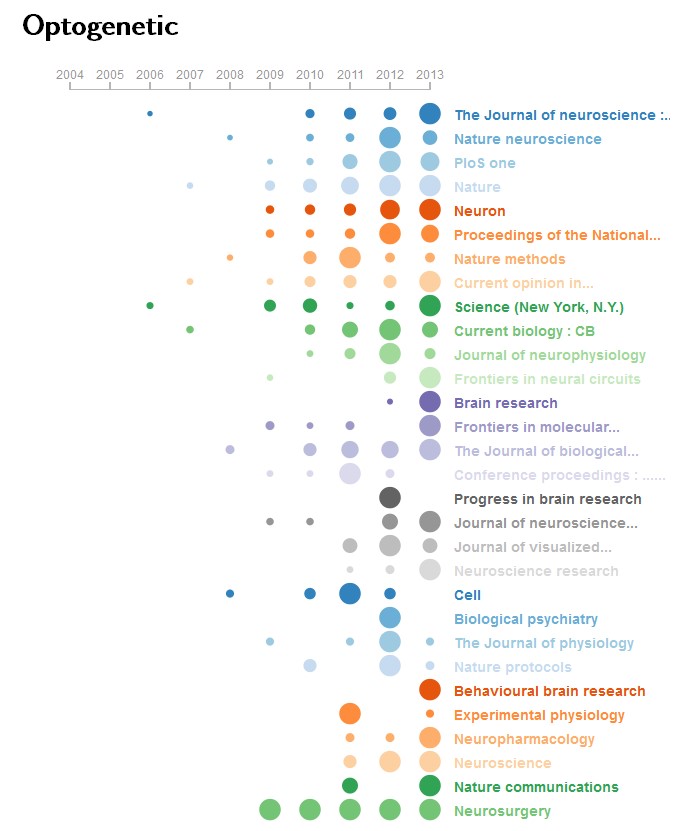 Optogenetic
2004 2005 2006 2007 2008 2009 2010 2011 2012 2013
The Journal of neuroscience :..
Nature neuroscience
PloS one
Nature
Neuron
Proceedings of the National...
Nature methods
Current opinion in...
Science (New York, N.Y.)
Current biology : CB
Journal of neurophysiology
Frontiers in neural circuits
Brain research
Frontiers in molecular...
The Journal of biological...
Conference proceedings : ......
Progress in brain research
Journal of neuroscience...
Journal of visualized...
Neuroscience research
Cell
Biological psychiatry
The Journal of physiology
Nature protocols
Behavioural brain research
Experimental physiology
Neuropharmacology
Neuroscience
Nature communications
Neurosurgery